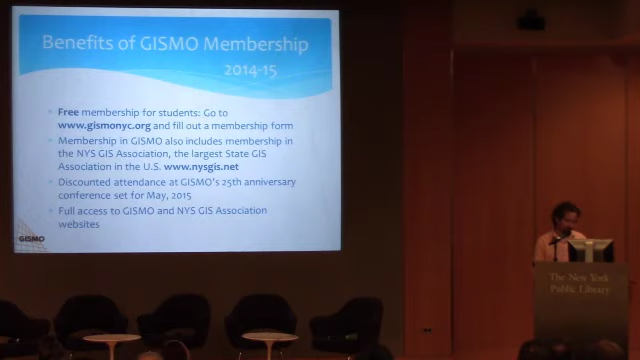 Benefits of GISMO Membership
2014-15
Free membership for students: Go to
www.gismonyc.org and fill out a membership form
Membership in GISMO also includes membership in
the NYS GIS Association, the largest State GIS
Association in the U.S. www.nysgis.net
Discounted attendance at GISMO's 25th anniversary
conference set for May, 2015
Full access to GISMO and NYS GIS Association
websites
GISMO
The New York
Public Library